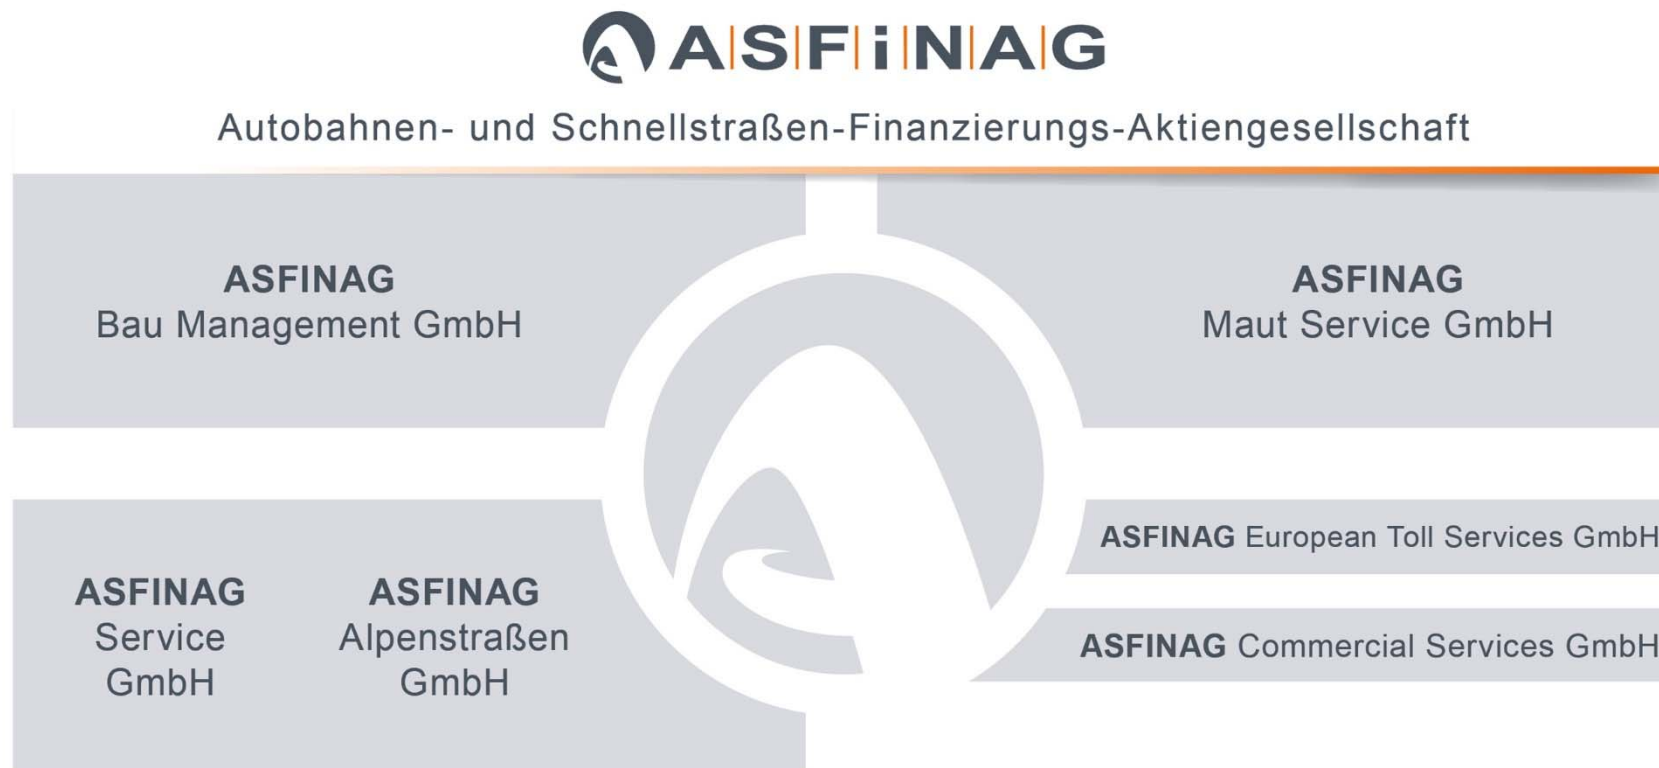 ASFiNAG
Autobahnen- und Schnellstraßen-Finanzierungs-Aktiengesellschaft
ASFINAG
Bau Management GmbH
ASFINAG
Maut Service GmbH
ASFINAG
Service
GmbH
ASFINAG
Alpenstraßen
GmbH
ASFINAG European Toll Services GmbH
ASFINAG Commercial Services GmbH